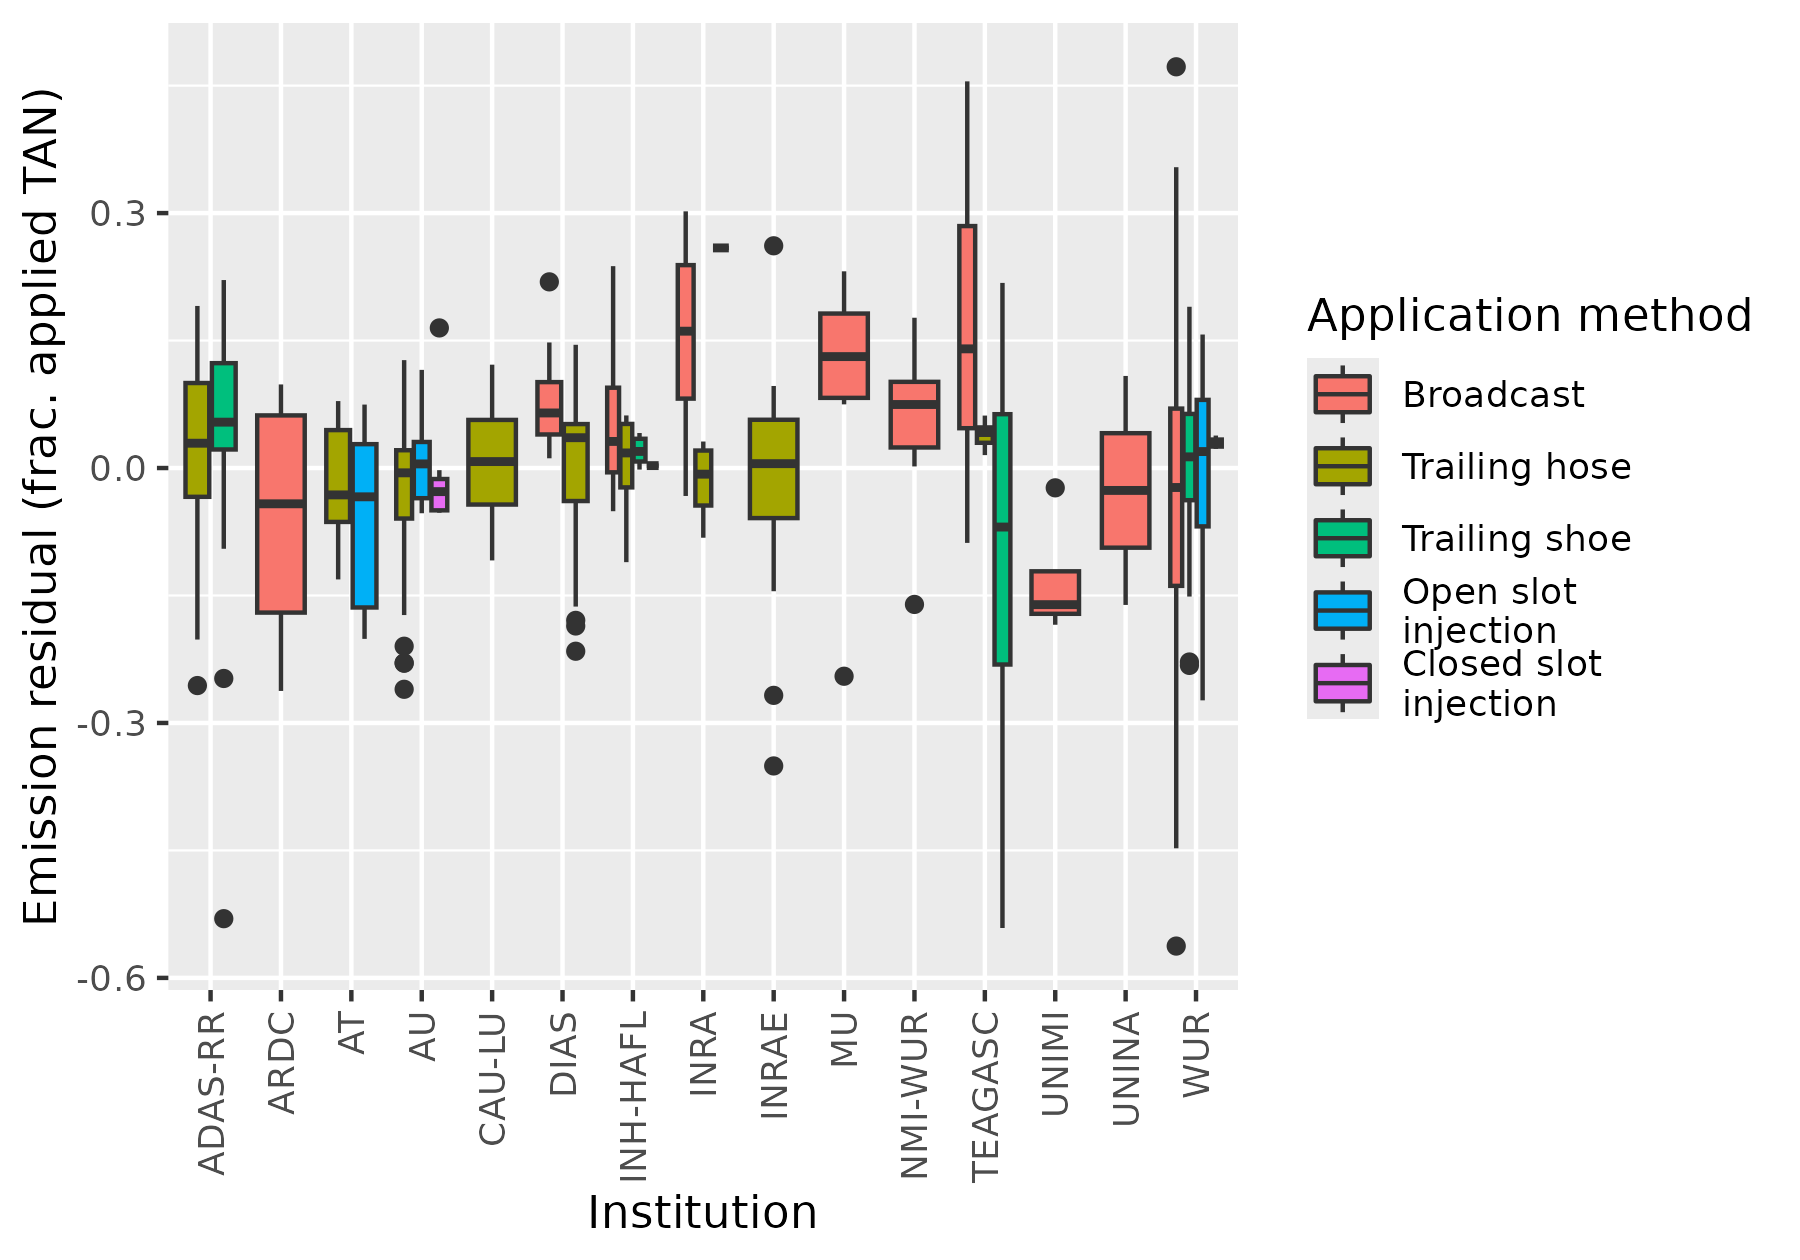 Emission residual (frac. applied TAN)
0.3
0.0
-0.3
-0.6
ADAS-RR
ARDC
AT
AU
CAU-LU
DIAS
INH-HAFL
INRA
INRAE
MU
NMI-WUR
TEAGASC
UNIMI
UNINA
WUR
Institution
Application method
Broadcast
Trailing hose
Trailing shoe
Open slot
injection
Closed slot
injection